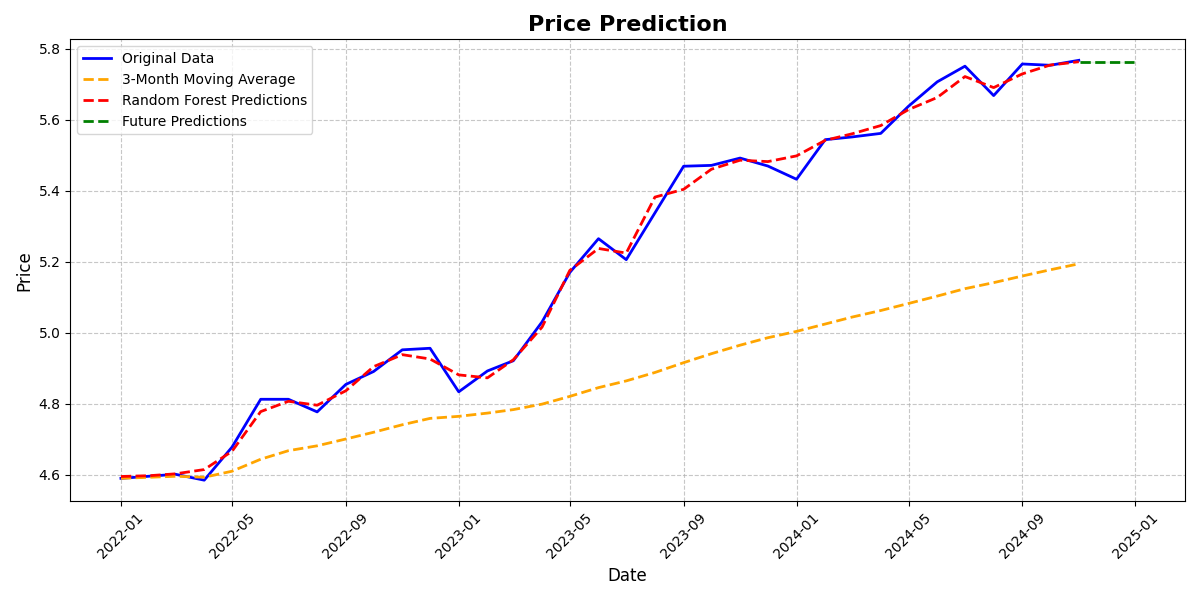 Price Prediction
Original Data
3-Month Moving Average
Random Forest Predictions
Future Predictions
Price
5.8
5.6
5.4
5.2
5.0
4.8
4.6
2022-01
2022-05
2022-09
2023-01
2023-05
2023-09
2024-01
2024-05
2024-09
2025-01
Date